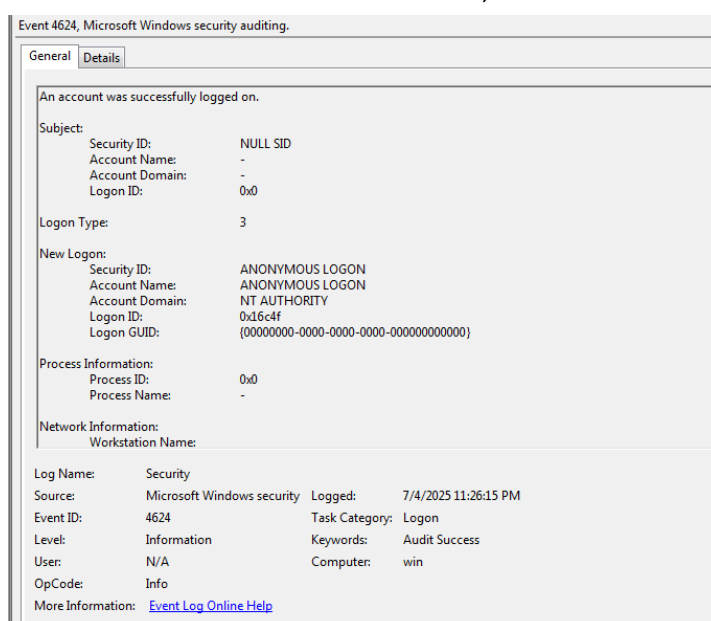 Event 4624, Microsoft Windows security auditing.
General Details
An account was successfully logged on.
Subject:
Security ID: NULL SID
Account Name: -
Account Domain: -
Logon ID: 0x0
Logon Type: 3
New Logon:
Security ID: ANONYMOUS LOGON
Account Name: ANONYMOUS LOGON
Account Domain: NT AUTHORITY
Logon ID: 0x16c4f
Logon GUID: {00000000-0000-0000-0000-000000000000}
Process Information:
Process ID: 0x0
Process Name: -
Network Information:
Workstation Name:
Log Name: Security
Source: Microsoft Windows security Logged: 7/4/2025 11:26:15 PM
Event ID: 4624 Task Category: Logon
Level: Information Keywords: Audit Success
User: N/A Computer: win
OpCode: Info
More Information: Event Log Online Help